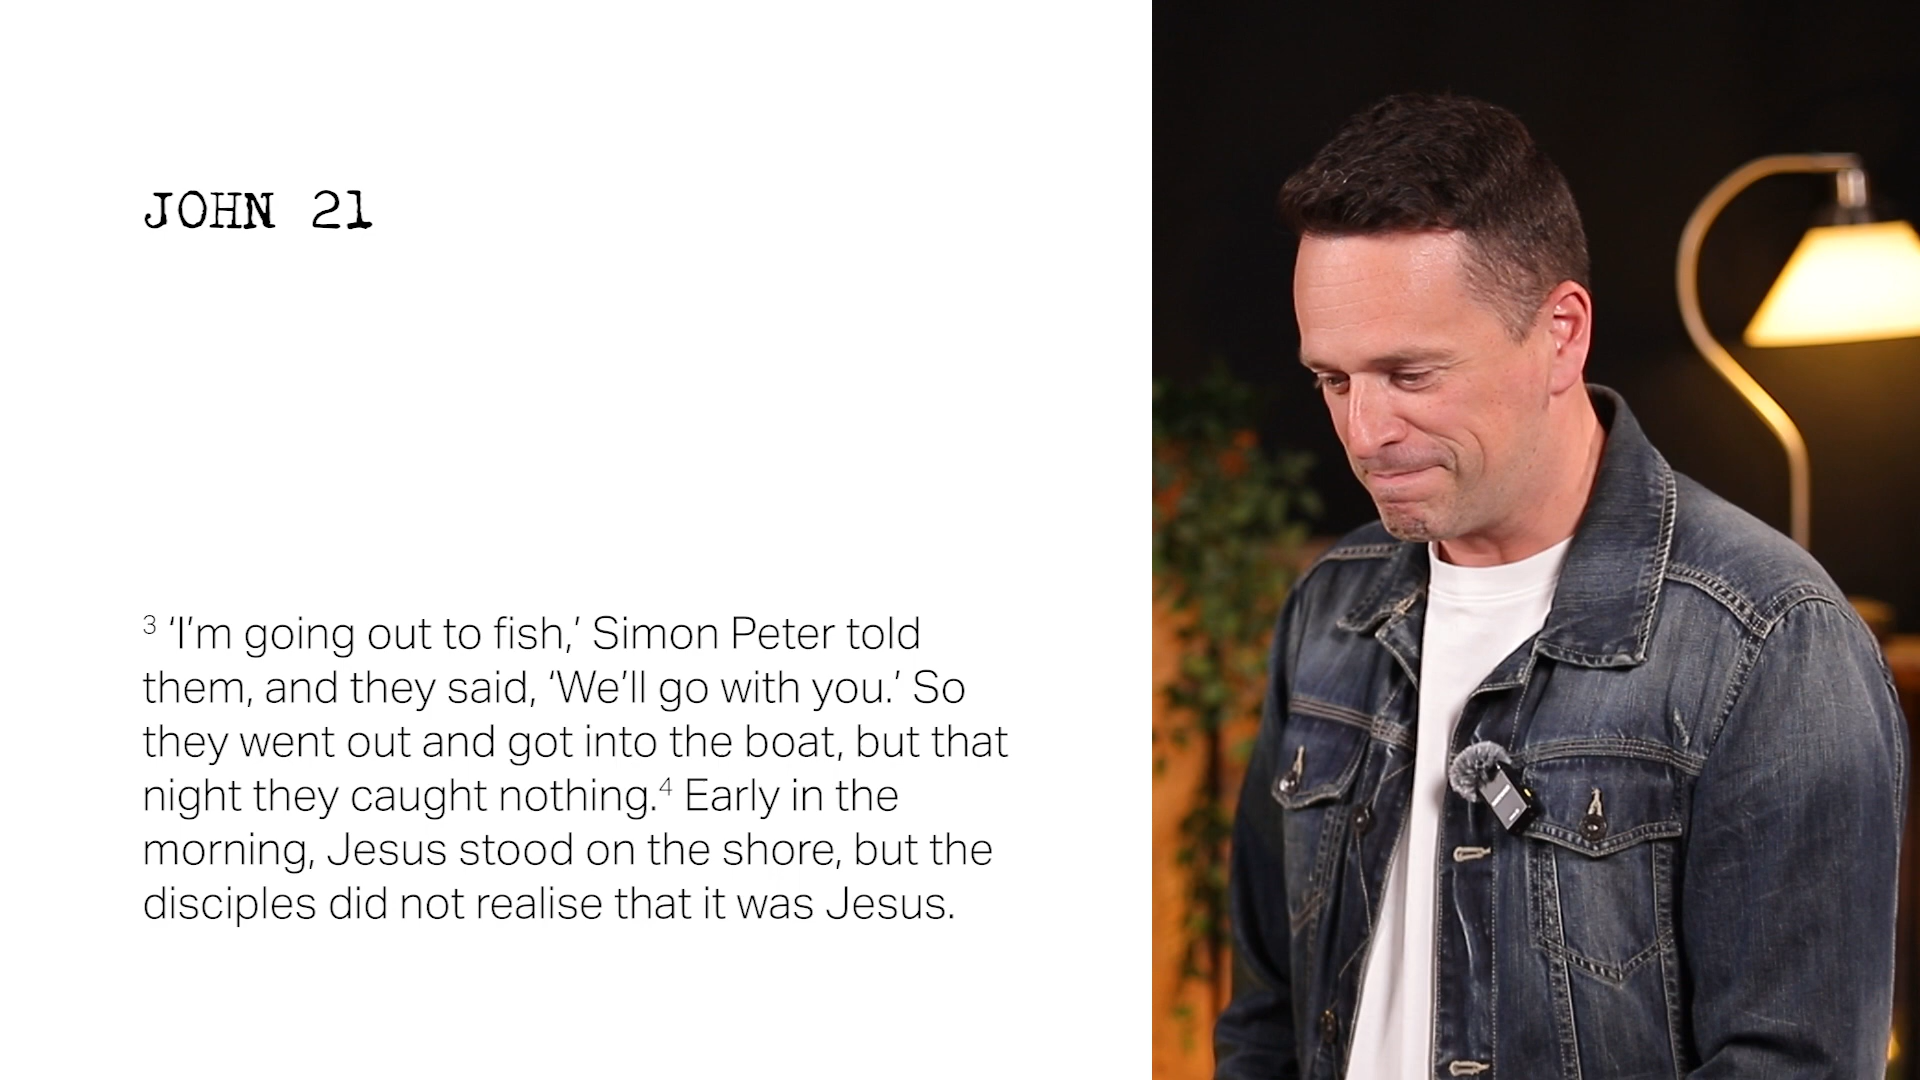 JOHN 21
³ ‘I’m going out to fish,’ Simon Peter told
them, and they said, ‘We’ll go with you.’ So
they went out and got into the boat, but that
night they caught nothing.⁴ Early in the
morning, Jesus stood on the shore, but the
disciples did not realise that it was Jesus.